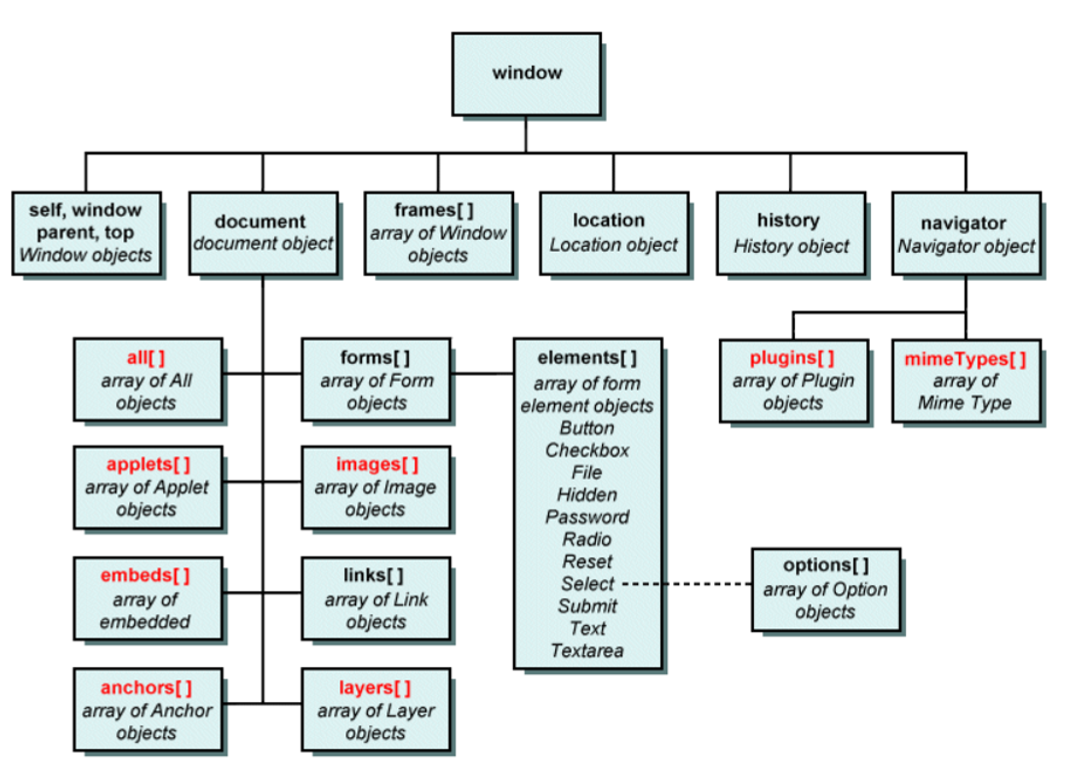 window
self, window
parent, top
Window objects
document
document object
frames[ ]
array of Window
objects
location
Location object
history
History object
navigator
Navigator object
all[ ]
array of All
objects
forms[ ]
array of Form
objects
elements[ ]
array of form
element objects
Button
Checkbox
File
Hidden
Password
Radio
Reset
Select
Submit
Text
Textarea
plugins[ ]
array of Plugin
objects
mimeTypes[ ]
array of
Mime Type
applets[ ]
array of Applet
objects
images[ ]
array of Image
objects
embeds[ ]
array of
embedded
links[ ]
array of Link
objects
options[ ]
array of Option
objects
anchors[ ]
array of Anchor
objects
layers[ ]
array of Layer
objects